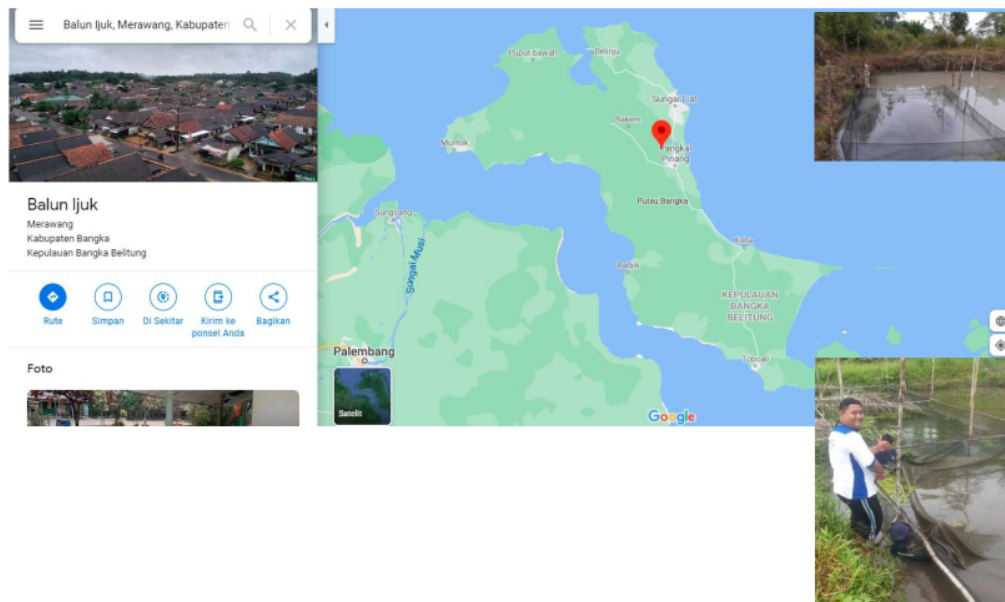 Balun Ijuk, Merawang, Kabupaten
Balun Ijuk
Merawang
Kabupaten Bangka
Kepulauan Bangka Belitung
Rute
Simpan
Di Sekitar
Kirim ke
ponsel Anda
Bagikan
Foto
Puput bawah
Belinju
Sungai Liat
Bakem
Muntok
Pangkal
Pinang
Pulau Bangka
Sungsang
Sungai Musi
Koba
Radjik
KEPULAUAN
BANGKA
BELITUNG
Palembang
Toboali
Satelit
Google